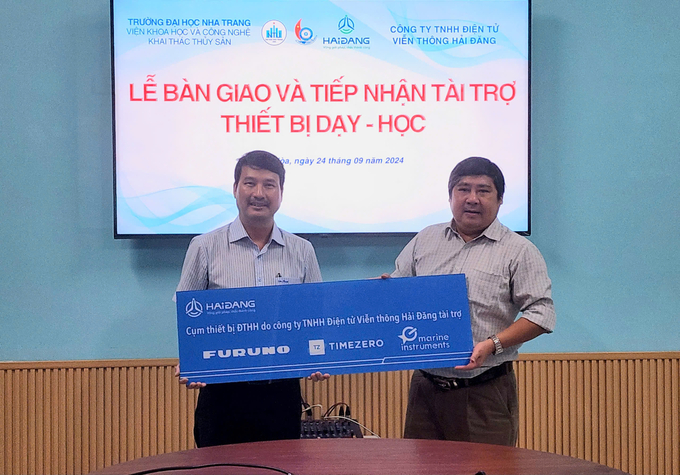 TRƯỜNG ĐẠI HỌC NHA TRANG
VIỆN KHOA HỌC VÀ CÔNG NGHỆ
KHAI THÁC THỦY SẢN
HAIDANG
CÔNG TY TNHH ĐIỆN TỬ
VIỄN THÔNG HẢI ĐĂNG
LỄ BÀN GIAO VÀ TIẾP NHẬN TÀI TRỢ
THIẾT BỊ DẠY - HỌC
òa, ngày 24 tháng 09 năm 2024
HAIDANG
Cụm thiết bị ĐTHH do công ty TNHH Điện tử Viễn thông Hải Đăng tài trợ
FURUNO
TZ TIMEZERO
marine
instruments